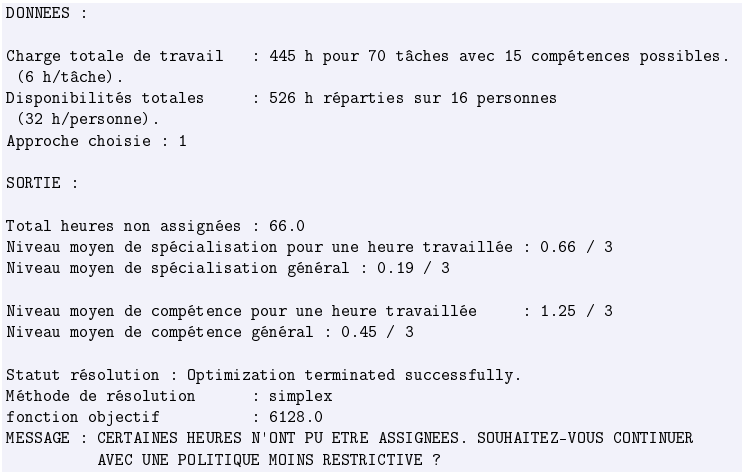 DONNEES :
Charge totale de travail : 445 h pour 70 tâches avec 15 compétences possibles.
(6 h/tâche).
Disponibilités totales : 526 h réparties sur 16 personnes
(32 h/personne).
Approche choisie : 1
SORTIE :
Total heures non assignées : 66.0
Niveau moyen de spécialisation pour une heure travaillée : 0.66 / 3
Niveau moyen de spécialisation général : 0.19 / 3
Niveau moyen de compétence pour une heure travaillée : 1.25 / 3
Niveau moyen de compétence général : 0.45 / 3
Statut résolution : Optimization terminated successfully.
Méthode de résolution : simplex
fonction objectif : 6128.0
MESSAGE : CERTAINES HEURES N'ONT PU ETRE ASSIGNEES. SOUHAITEZ-VOUS CONTINUER
AVEC UNE POLITIQUE MOINS RESTRICTIVE ?